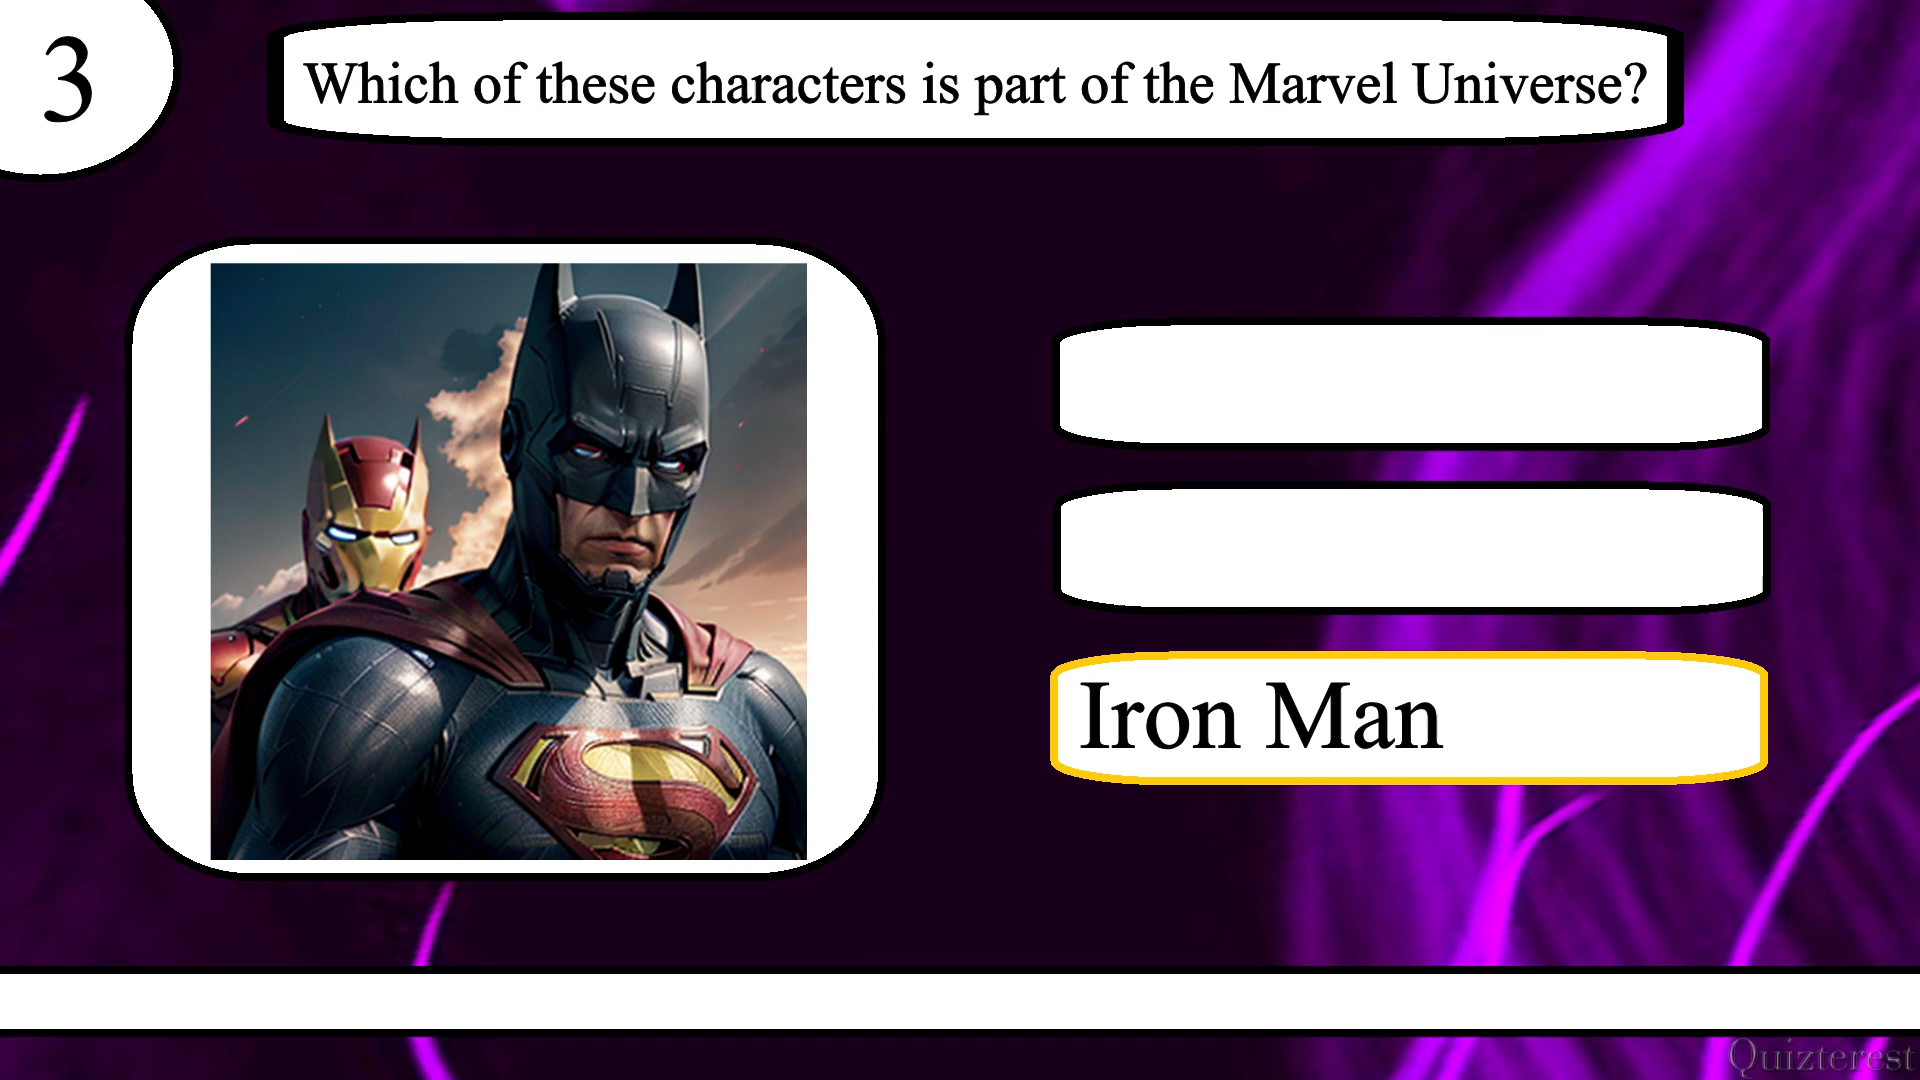 3
Which of these characters is part of the Marvel Universe?
Iron Man
Quizterest